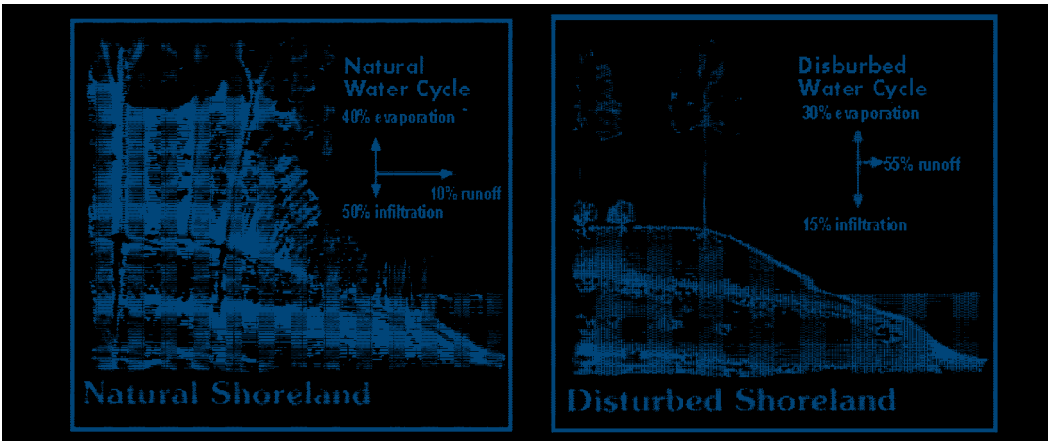 Natural
Water Cycle
40% evaporation
10% runoff
50% infiltration
Natural Shoreland
Disburbed
Water Cycle
30% evaporation
55% runoff
15% infiltration
Disturbed Shoreland